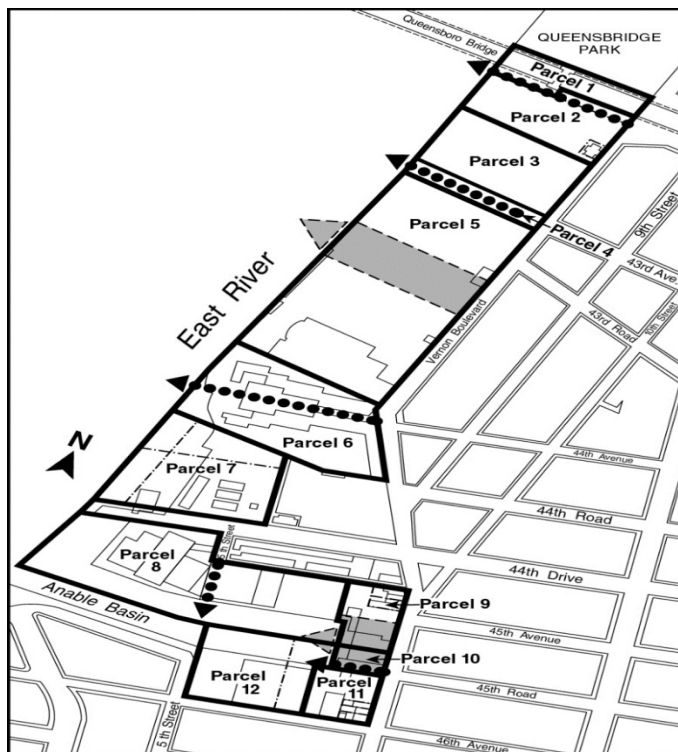 QUEENSBRIDGE
PARK
Queensboro Bridge
Parcel 1
Parcel 2
Parcel 3
Parcel 4
Parcel 5
East River
Vernon Boulevard
9th Street
43rd Ave.
43rd Road
10th Street
N
Parcel 6
44th Avenue
Parcel 7
44th Road
5th Street
Parcel
8
44th Drive
Anable Basin
Parcel 9
45th Avenue
Parcel 10
Parcel
11
Parcel
12
45th Road
5th Street
46th Avenue